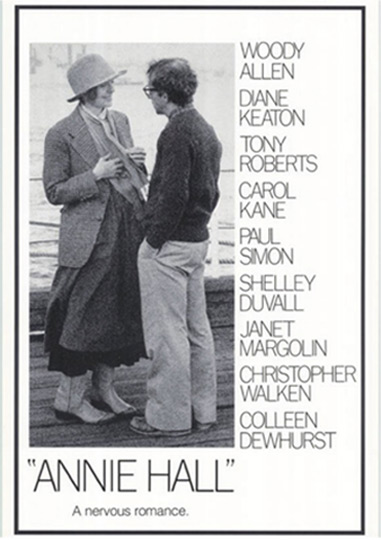 WOODY
ALLEN
DIANE
KEATON
TONY
ROBERTS
CAROL
KANE
PAUL
SIMON
SHELLEY
DUVALL
JANET
MARGOLIN
CHRISTOPHER
WALKEN
COLLEEN
DEWHURST
"ANNIE HALL"
A nervous romance.